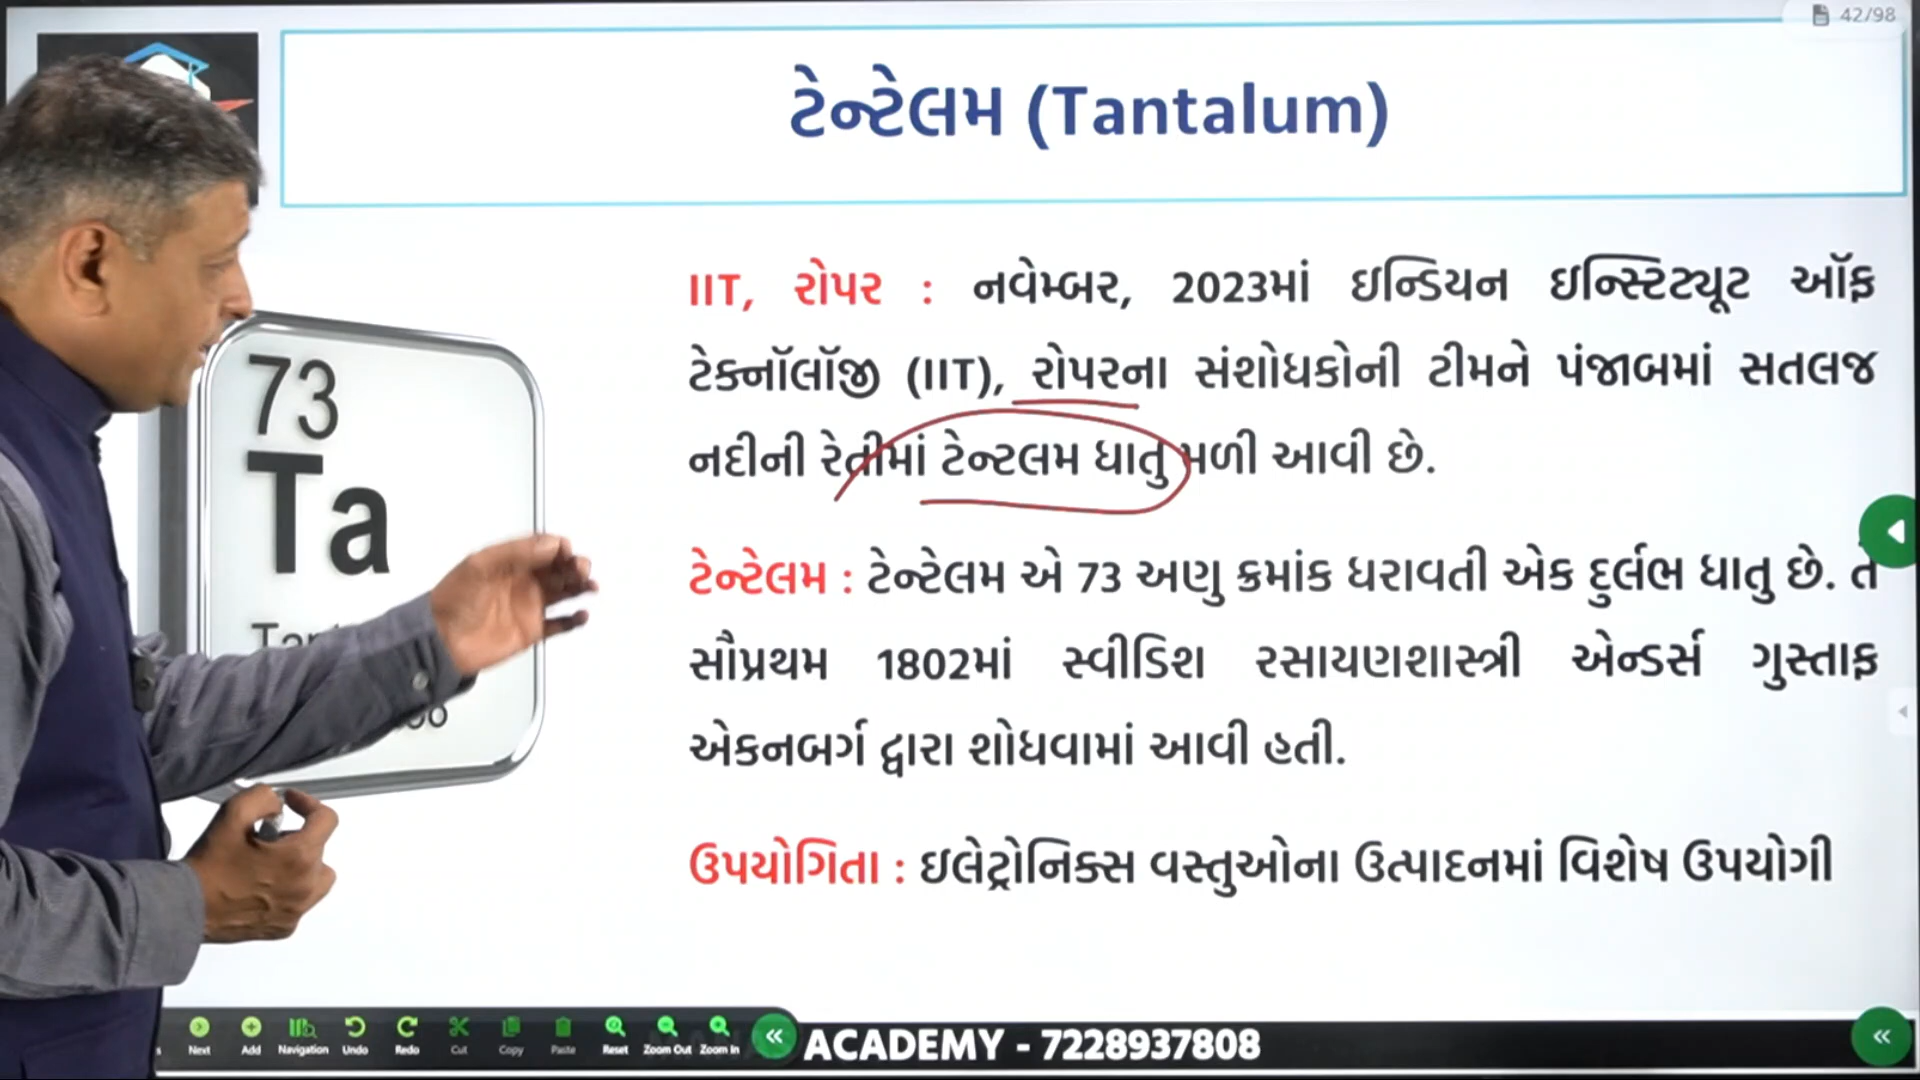 42/98
ટેન્ટેલમ (Tantalum)
IIT, રોપર : નવેમ્બર, 2023માં ઇન્ડિયન ઇન્સ્ટિટ્યૂટ ઑફ
ટેક્નૉલૉજી (IIT), રોપરના સંશોધકોની ટીમને પંજાબમાં સતલજ
નદીની રેતીમાં ટેન્ટલમ ધાતુ મળી આવી છે.
73
Ta
ટેન્ટેલમ : ટેન્ટેલમ એ 73 અણુ ક્રમાંક ધરાવતી એક દુર્લભ ધાતુ છે.
સૌપ્રથમ 1802માં સ્વીડિશ રસાયણશાસ્ત્રી એન્ડર્સ ગુસ્તાફ
એકનબર્ગ દ્વારા શોધવામાં આવી હતી.
ઉપયોગિતા : ઇલેટ્રોનિક્સ વસ્તુઓના ઉત્પાદનમાં વિશેષ ઉપયોગી
Next Add Navigation Undo Redo Cut Copy Paste Reset Zoom Out Zoom In
ACADEMY - 7228937808